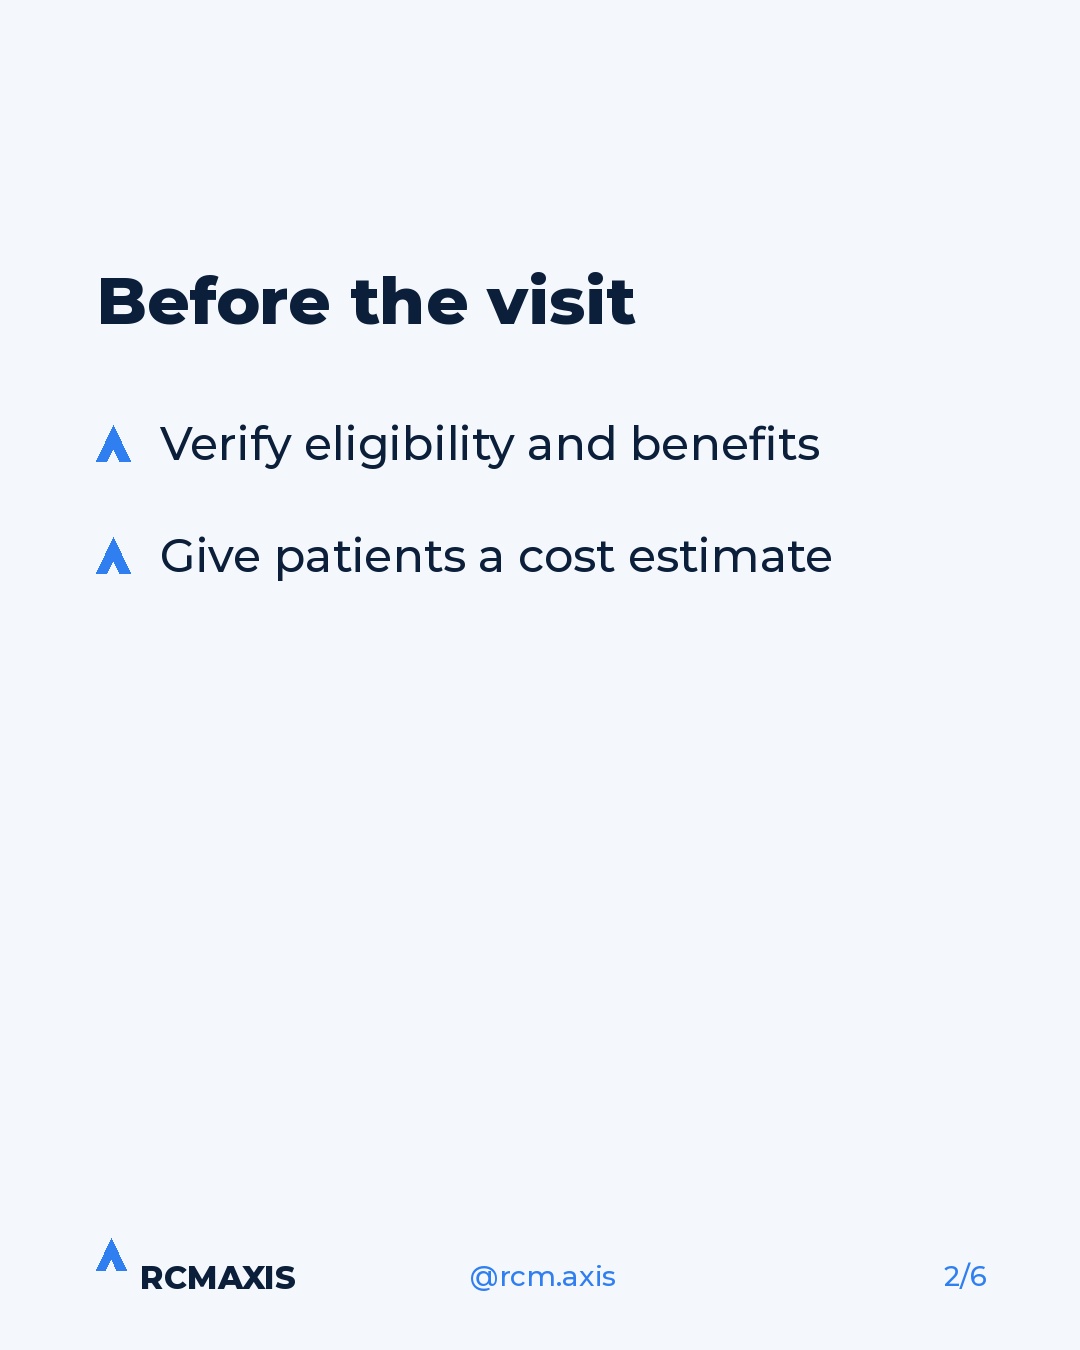 Before the visit
Verify eligibility and benefits
Give patients a cost estimate
RCMAXIS
@rcm.axis
2/6